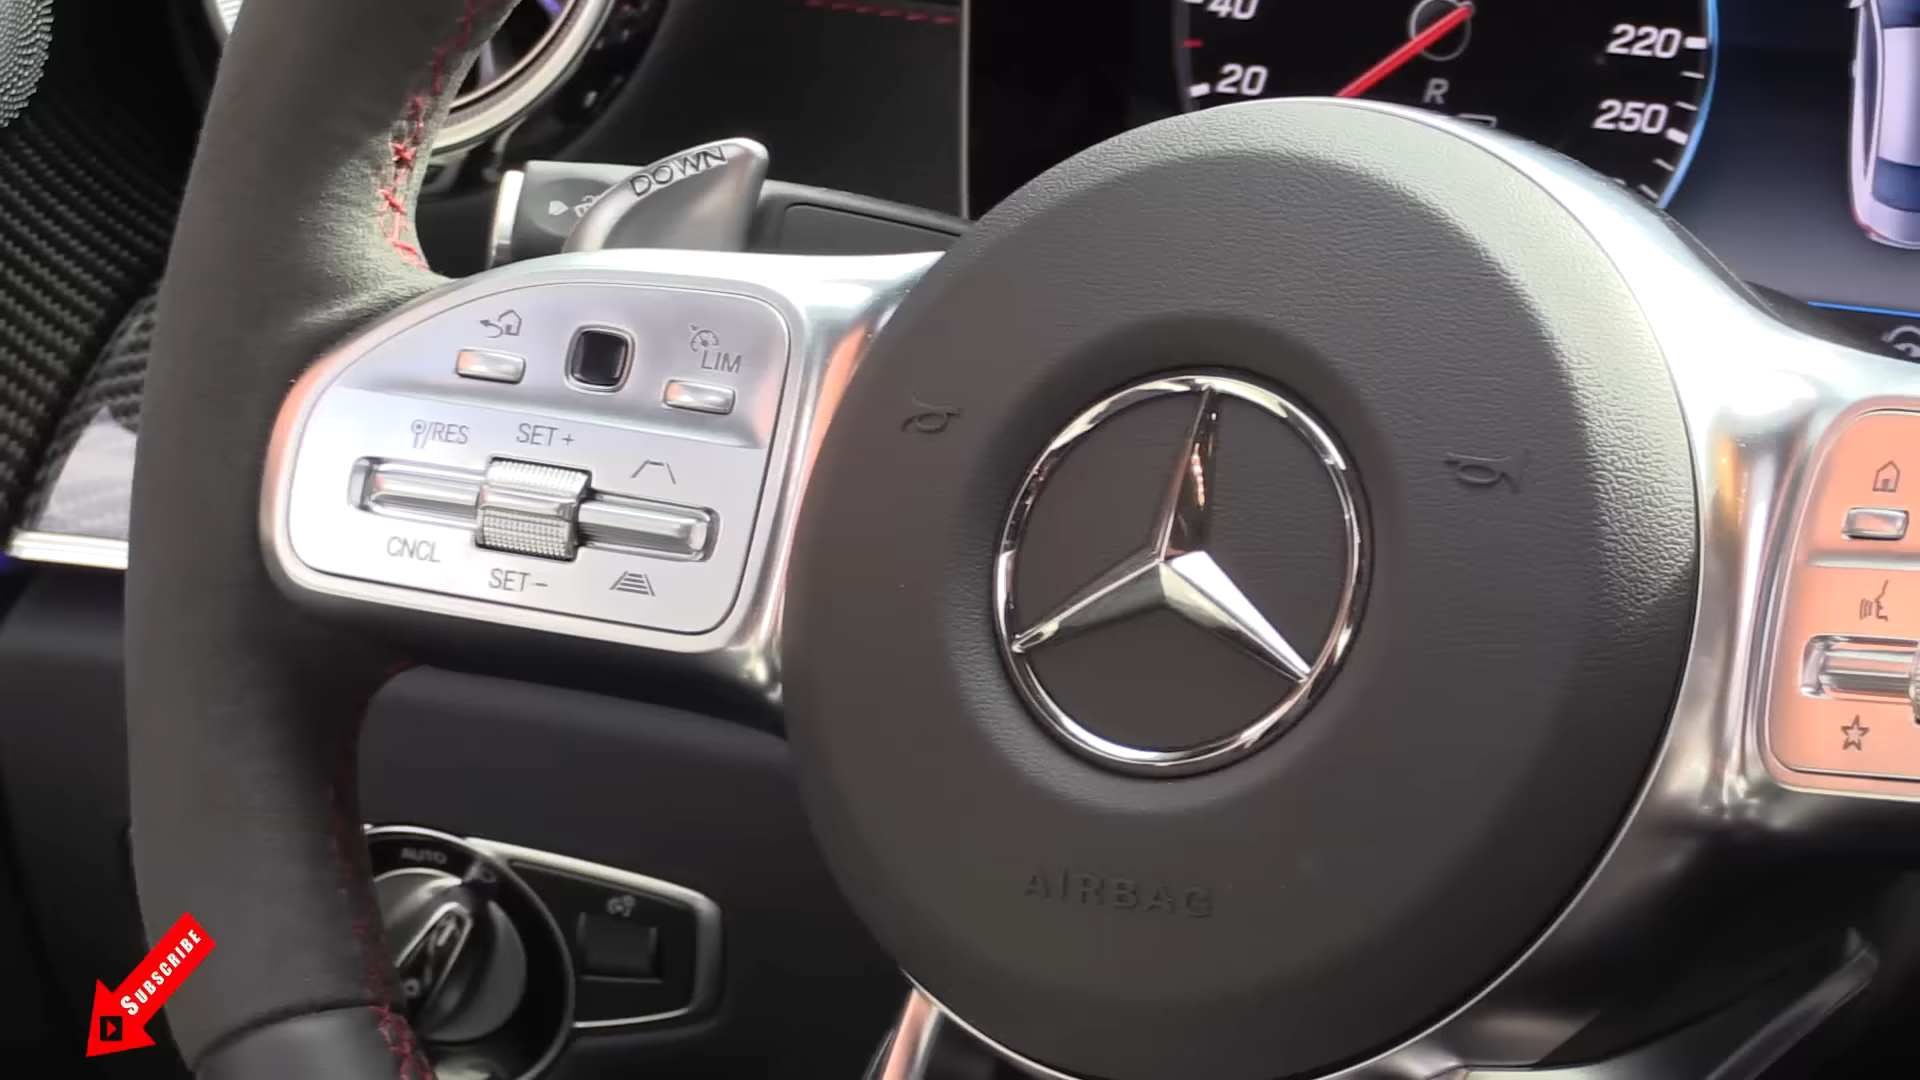 40
220
20
R
250
DOWN
LIM
/RES
SET +
CNCL
SET -
AIRBAG
AUTO
SUBSCRIBE